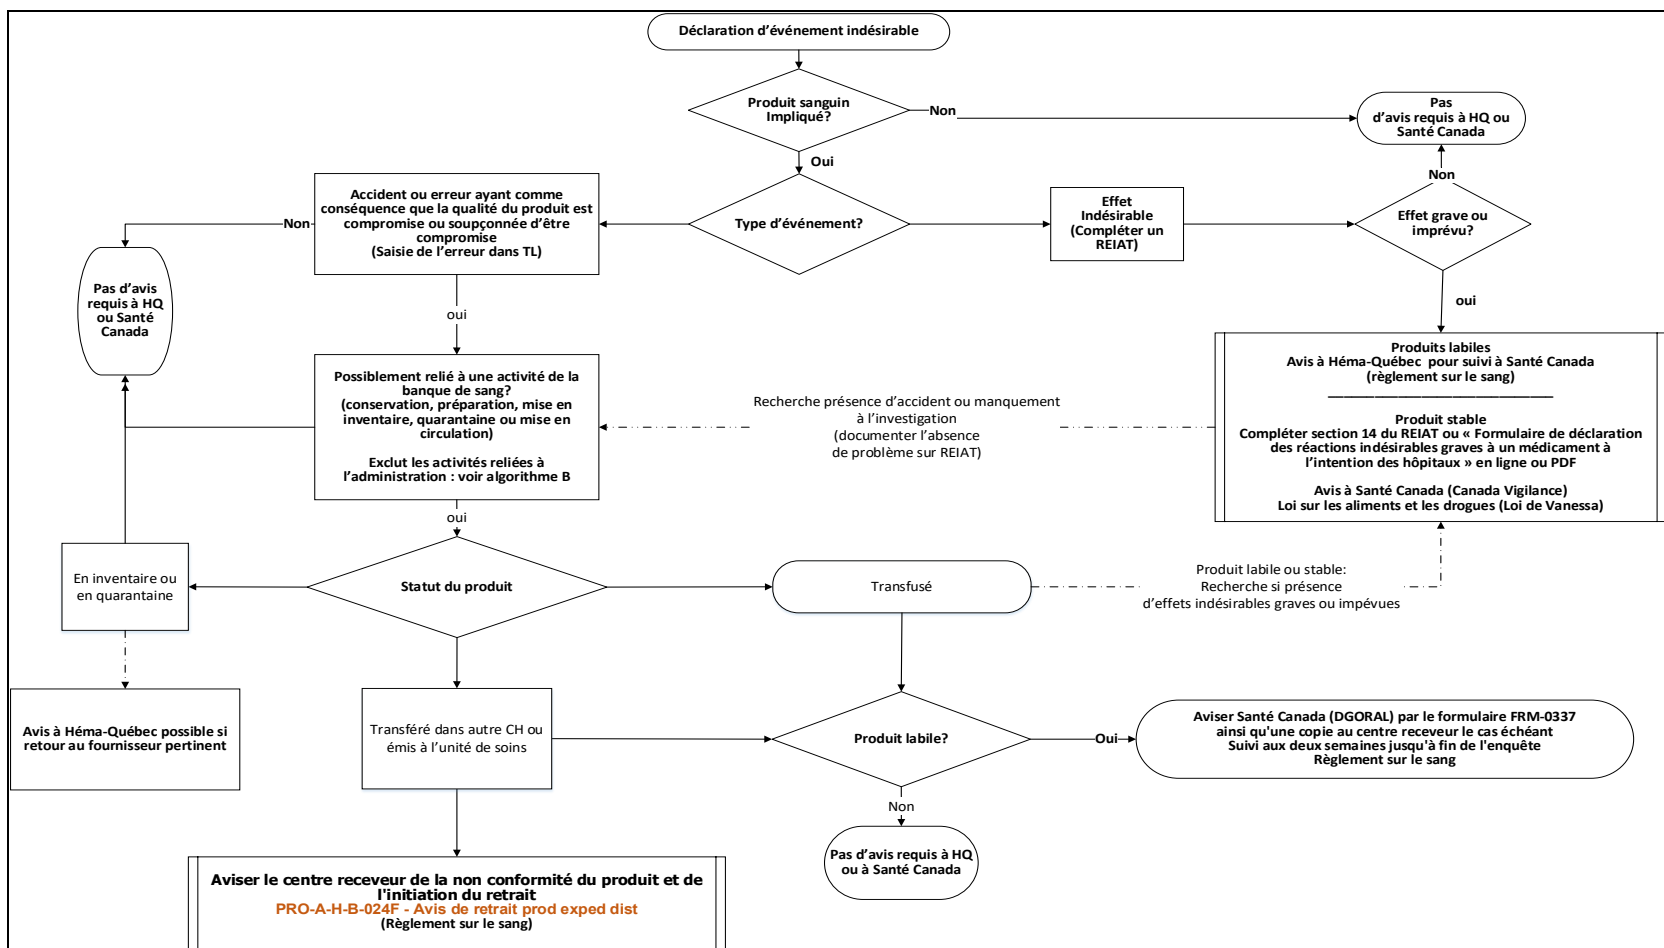 Déclaration d'événement indésirable
Produit sanguin
Impliqué?
Non
Pas
d'avis requis à HQ ou
Santé Canada
Oui
Non
Accident ou erreur ayant comme
conséquence que la qualité du produit est
compromise ou soupçonnée d'être
compromise
(Saisie de l'erreur dans TL)
Non
Type d'événement?
Effet
Indésirable
(Compléter un
REIAT)
Effet grave ou
imprévu?
Pas d'avis
requis à HQ
ou Santé
Canada
oui
oui
Possiblement relié à une activité de la
banque de sang?
(conservation, préparation, mise en
inventaire, quarantaine ou mise en
circulation)
Exclut les activités reliées à
l'administration : voir algorithme B
Recherche présence d'accident ou manquement
à l'investigation
(documenter l'absence
de problème sur REIAT)
Produits labiles
Avis à Héma-Québec pour suivi à Santé Canada
(règlement sur le sang)
Produit stable
Compléter section 14 du REIAT ou « Formulaire de déclaration
des réactions indésirables graves à un médicament à
l'intention des hôpitaux » en ligne ou PDF
Avis à Santé Canada (Canada Vigilance)
Loi sur les aliments et les drogues (Loi de Vanessa)
oui
En inventaire ou
en quarantaine
Statut du produit
Transfusé
Produit labile ou stable:
Recherche si présence
d'effets indésirables graves ou impévues
Avis à Héma-Québec possible si
retour au fournisseur pertinent
Transféré dans autre CH ou
émis à l'unité de soins
Produit labile?
Oui
Aviser Santé Canada (DGORAL) par le formulaire FRM-0337
ainsi qu'une copie au centre receveur le cas échéant
Suivi aux deux semaines jusqu'à fin de l'enquête
Règlement sur le sang
Non
Pas d'avis requis à HQ
ou à Santé Canada
Aviser le centre receveur de la non conformité du produit et de
l'initiation du retrait
PRO-A-H-B-024F - Avis de retrait prod exped dist
(Règlement sur le sang)